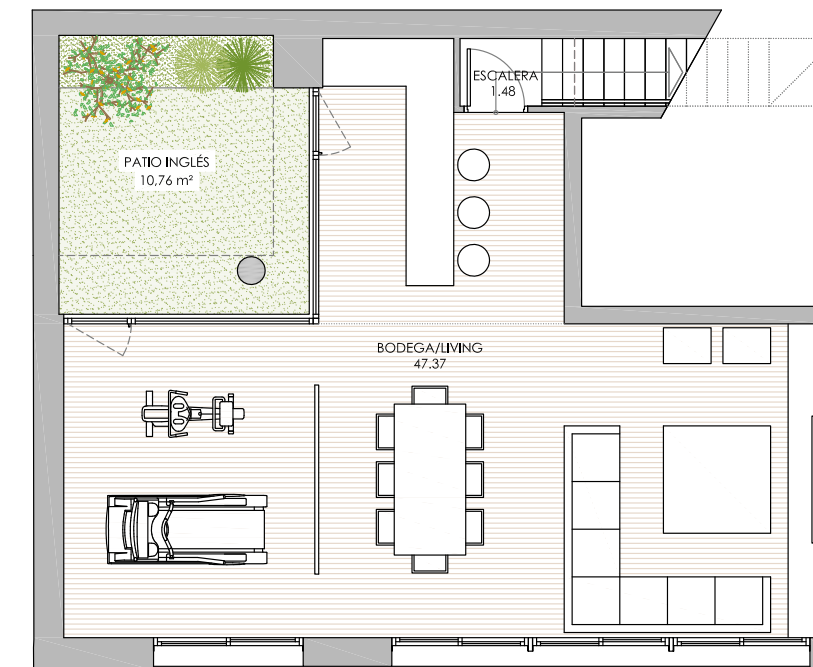 ESCALERA
1.48
PATIO INGLÉS
10,76 m²
BODEGA/LIVING
47.37